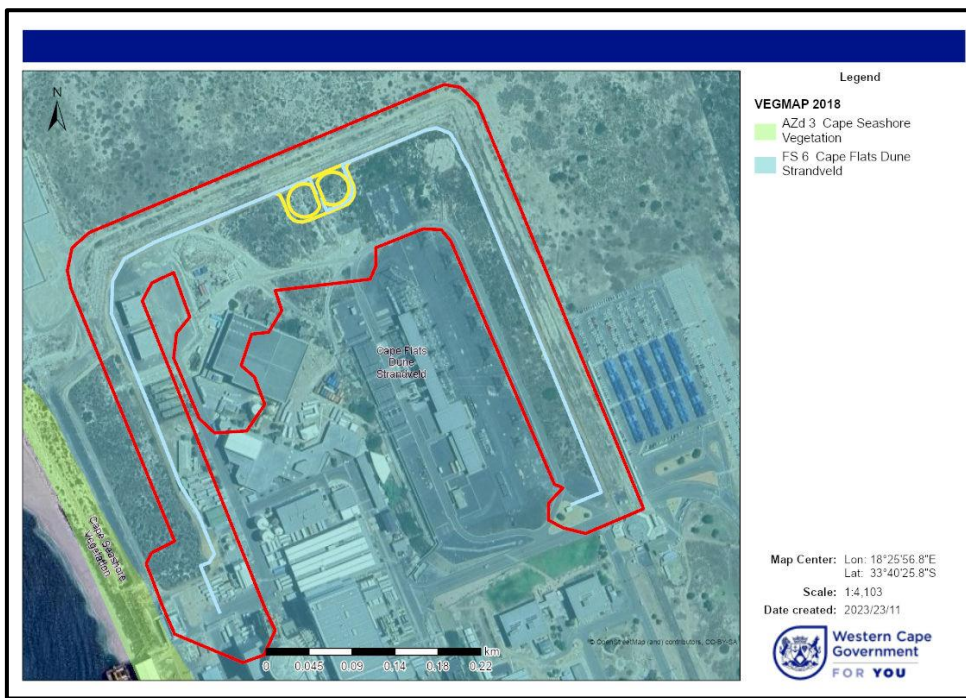 N
Cape Flats
Dune
Strandveld
Cape Seashore
Vegetation
© OpenStreetMap (and) contributors, CC-BY-SA
km
0 0.045 0.09 0.14 0.18 0.22
Legend
VEGMAP 2018
AZd 3 Cape Seashore
Vegetation
FS 6 Cape Flats Dune
Strandveld
Map Center: Lon: 18°25'56.8"E
Lat: 33°40'25.8"S
Scale: 1:4,103
Date created: 2023/23/11
Western Cape
Government
FOR YOU